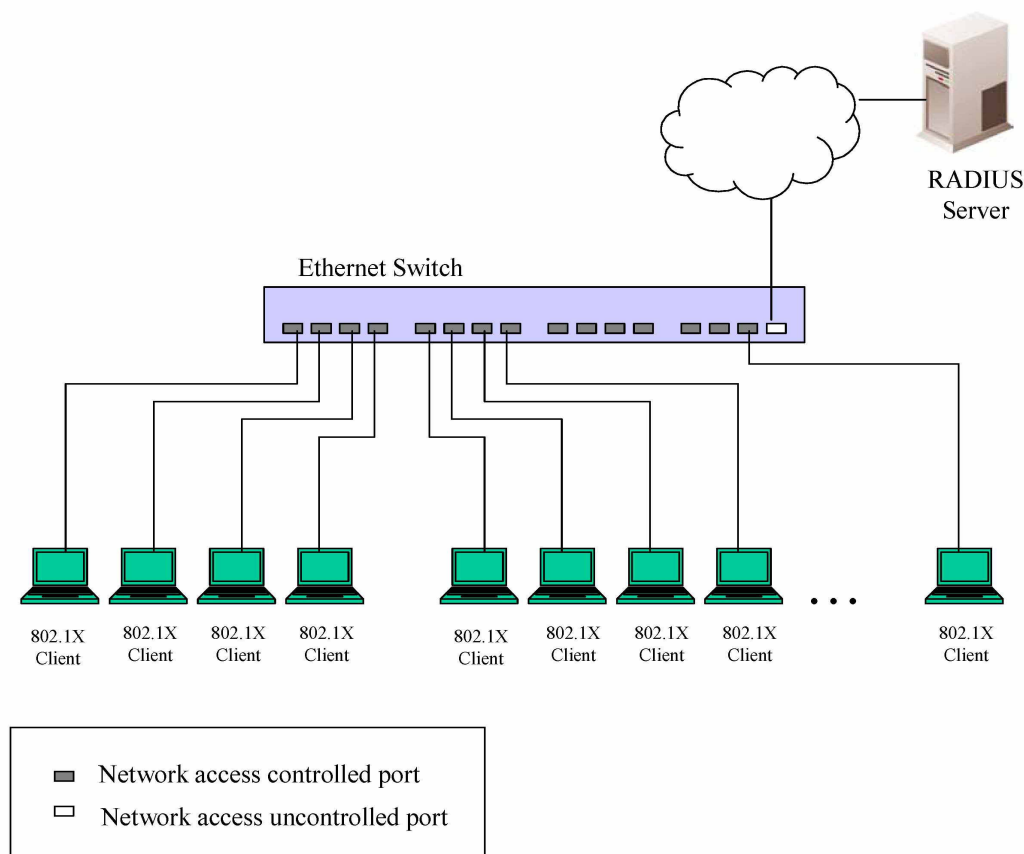 RADIUS
Server
Ethernet Switch
802.1X
Client
802.1X
Client
802.1X
Client
802.1X
Client
802.1X
Client
802.1X
Client
802.1X
Client
802.1X
Client
...
802.1X
Client
Network access controlled port
Network access uncontrolled port